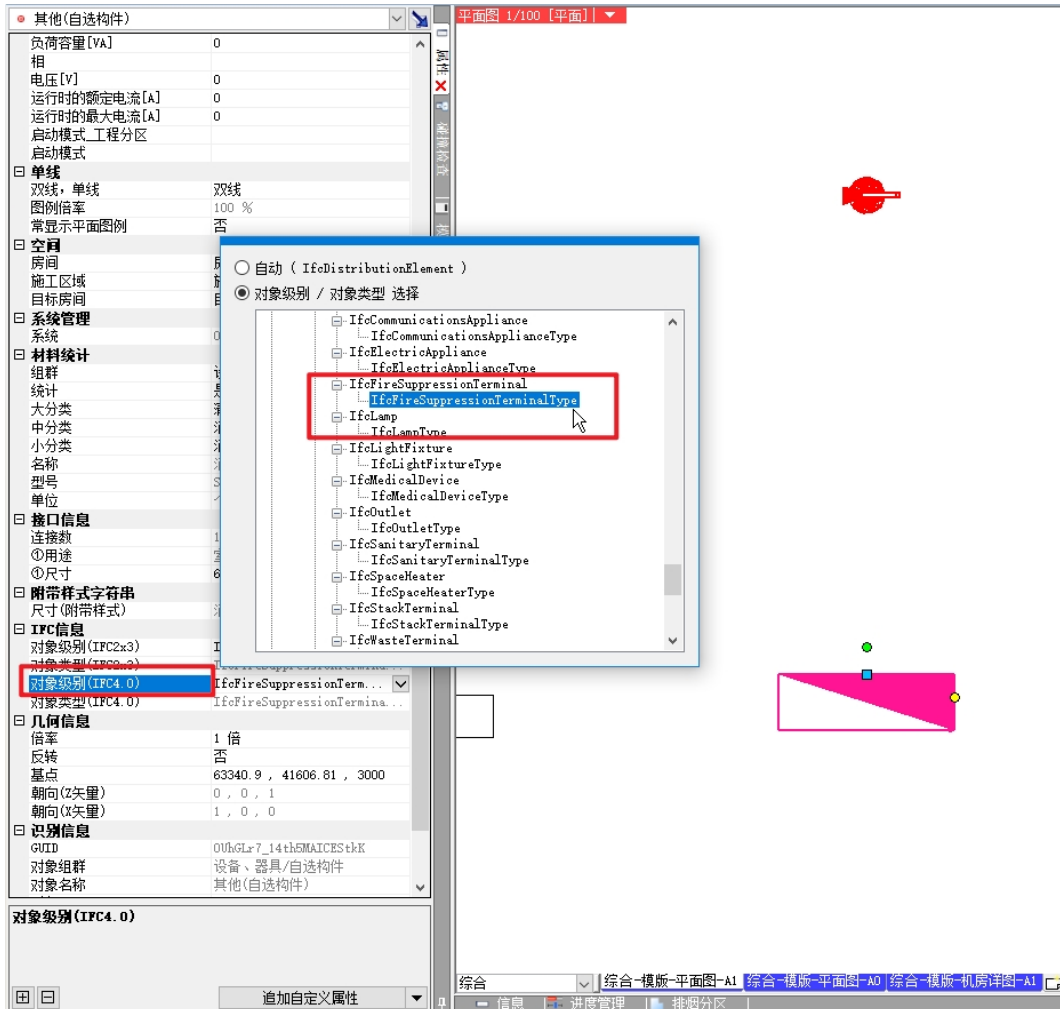 其他(自选构件)
负荷容量[VA] 0
相
电压[V] 0
运行时的额定电流[A] 0
运行时的最大电流[A] 0
启动模式_工程分区
启动模式
单线
双线，单线 双线
图例倍率 100 %
常显示平面图例 否
空间
房间
施工区域
目标房间
系统管理
系统 0
材料统计
组群
统计
大分类
中分类
小分类
名称
型号 S
单位
接口信息
连接数 1
①用途
①尺寸 6
附带样式字符串
尺寸(附带样式)
IFC信息
对象级别(IFC2x3) I
对象类型(IFC2x3)
对象级别(IFC4.0) IfcFireSuppressionTerm...
对象类型(IFC4.0) IfcFireSuppressionTermina...
几何信息
倍率 1 倍
反转 否
基点 63340.9 , 41606.81 , 3000
朝向(Z矢量) 0 , 0 , 1
朝向(X矢量) 1 , 0 , 0
识别信息
GUID 0UhGLr7_14th5MAICEStkK
对象组群 设备、器具/自选构件
对象名称 其他(自选构件)
对象级别(IFC4.0)
追加自定义属性
属性
碰撞检查
平面图 1/100 [平面]
自动 ( IfcDistributionElement )
对象级别 / 对象类型 选择
IfcCommunicationsAppliance
IfcCommunicationsApplianceType
IfcElectricAppliance
IfcElectricApplianceType
IfcFireSuppressionTerminal
IfcFireSuppressionTerminalType
IfcLamp
IfcLampType
IfcLightFixture
IfcLightFixtureType
IfcMedicalDevice
IfcMedicalDeviceType
IfcOutlet
IfcOutletType
IfcSanitaryTerminal
IfcSanitaryTerminalType
IfcSpaceHeater
IfcSpaceHeaterType
IfcStackTerminal
IfcStackTerminalType
IfcWasteTerminal
综合 综合-模版-平面图-A1 综合-模版-平面图-A0 综合-模版-机房详图-A1
信息 进度管理 排烟分区